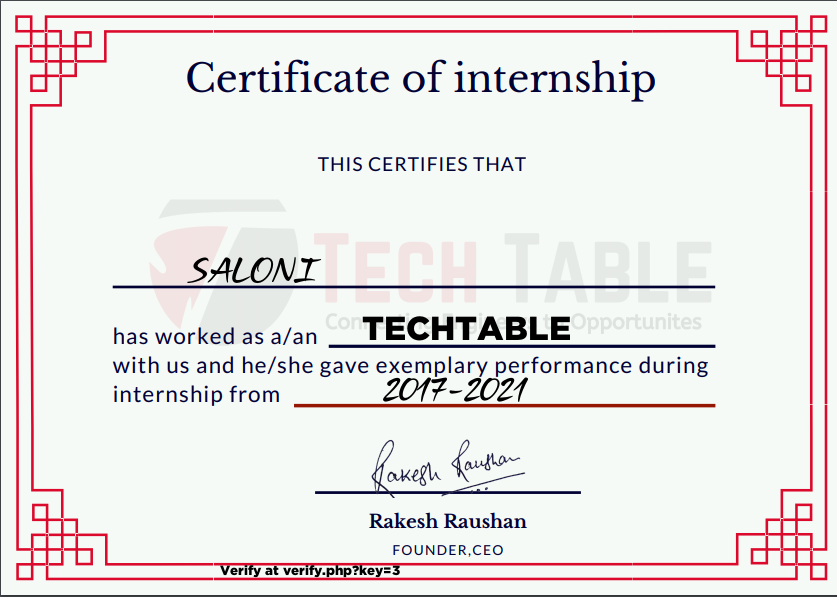 Certificate of internship
THIS CERTIFIES THAT
TECH TABLE
SALONI
Opportunites
has worked as a/an TECHTABLE
with us and he/she gave exemplary performance during
internship from 2017-2021
Rakesh Raushan
Rakesh Raushan
FOUNDER,CEO
Verify at verify.php?key=3